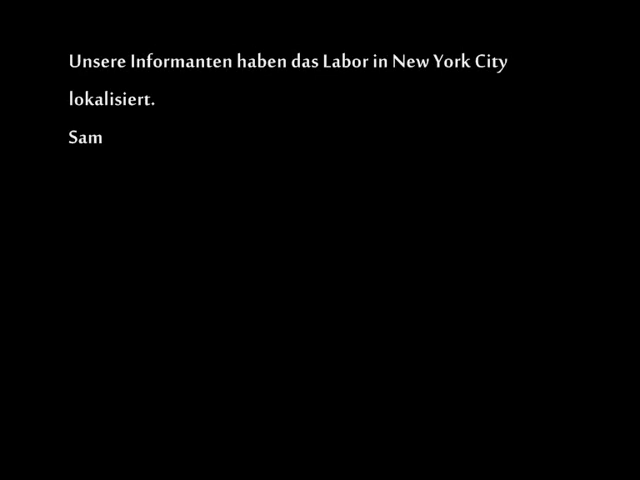 Unsere Informanten haben das Labor in New York City
lokalisiert.
Sam